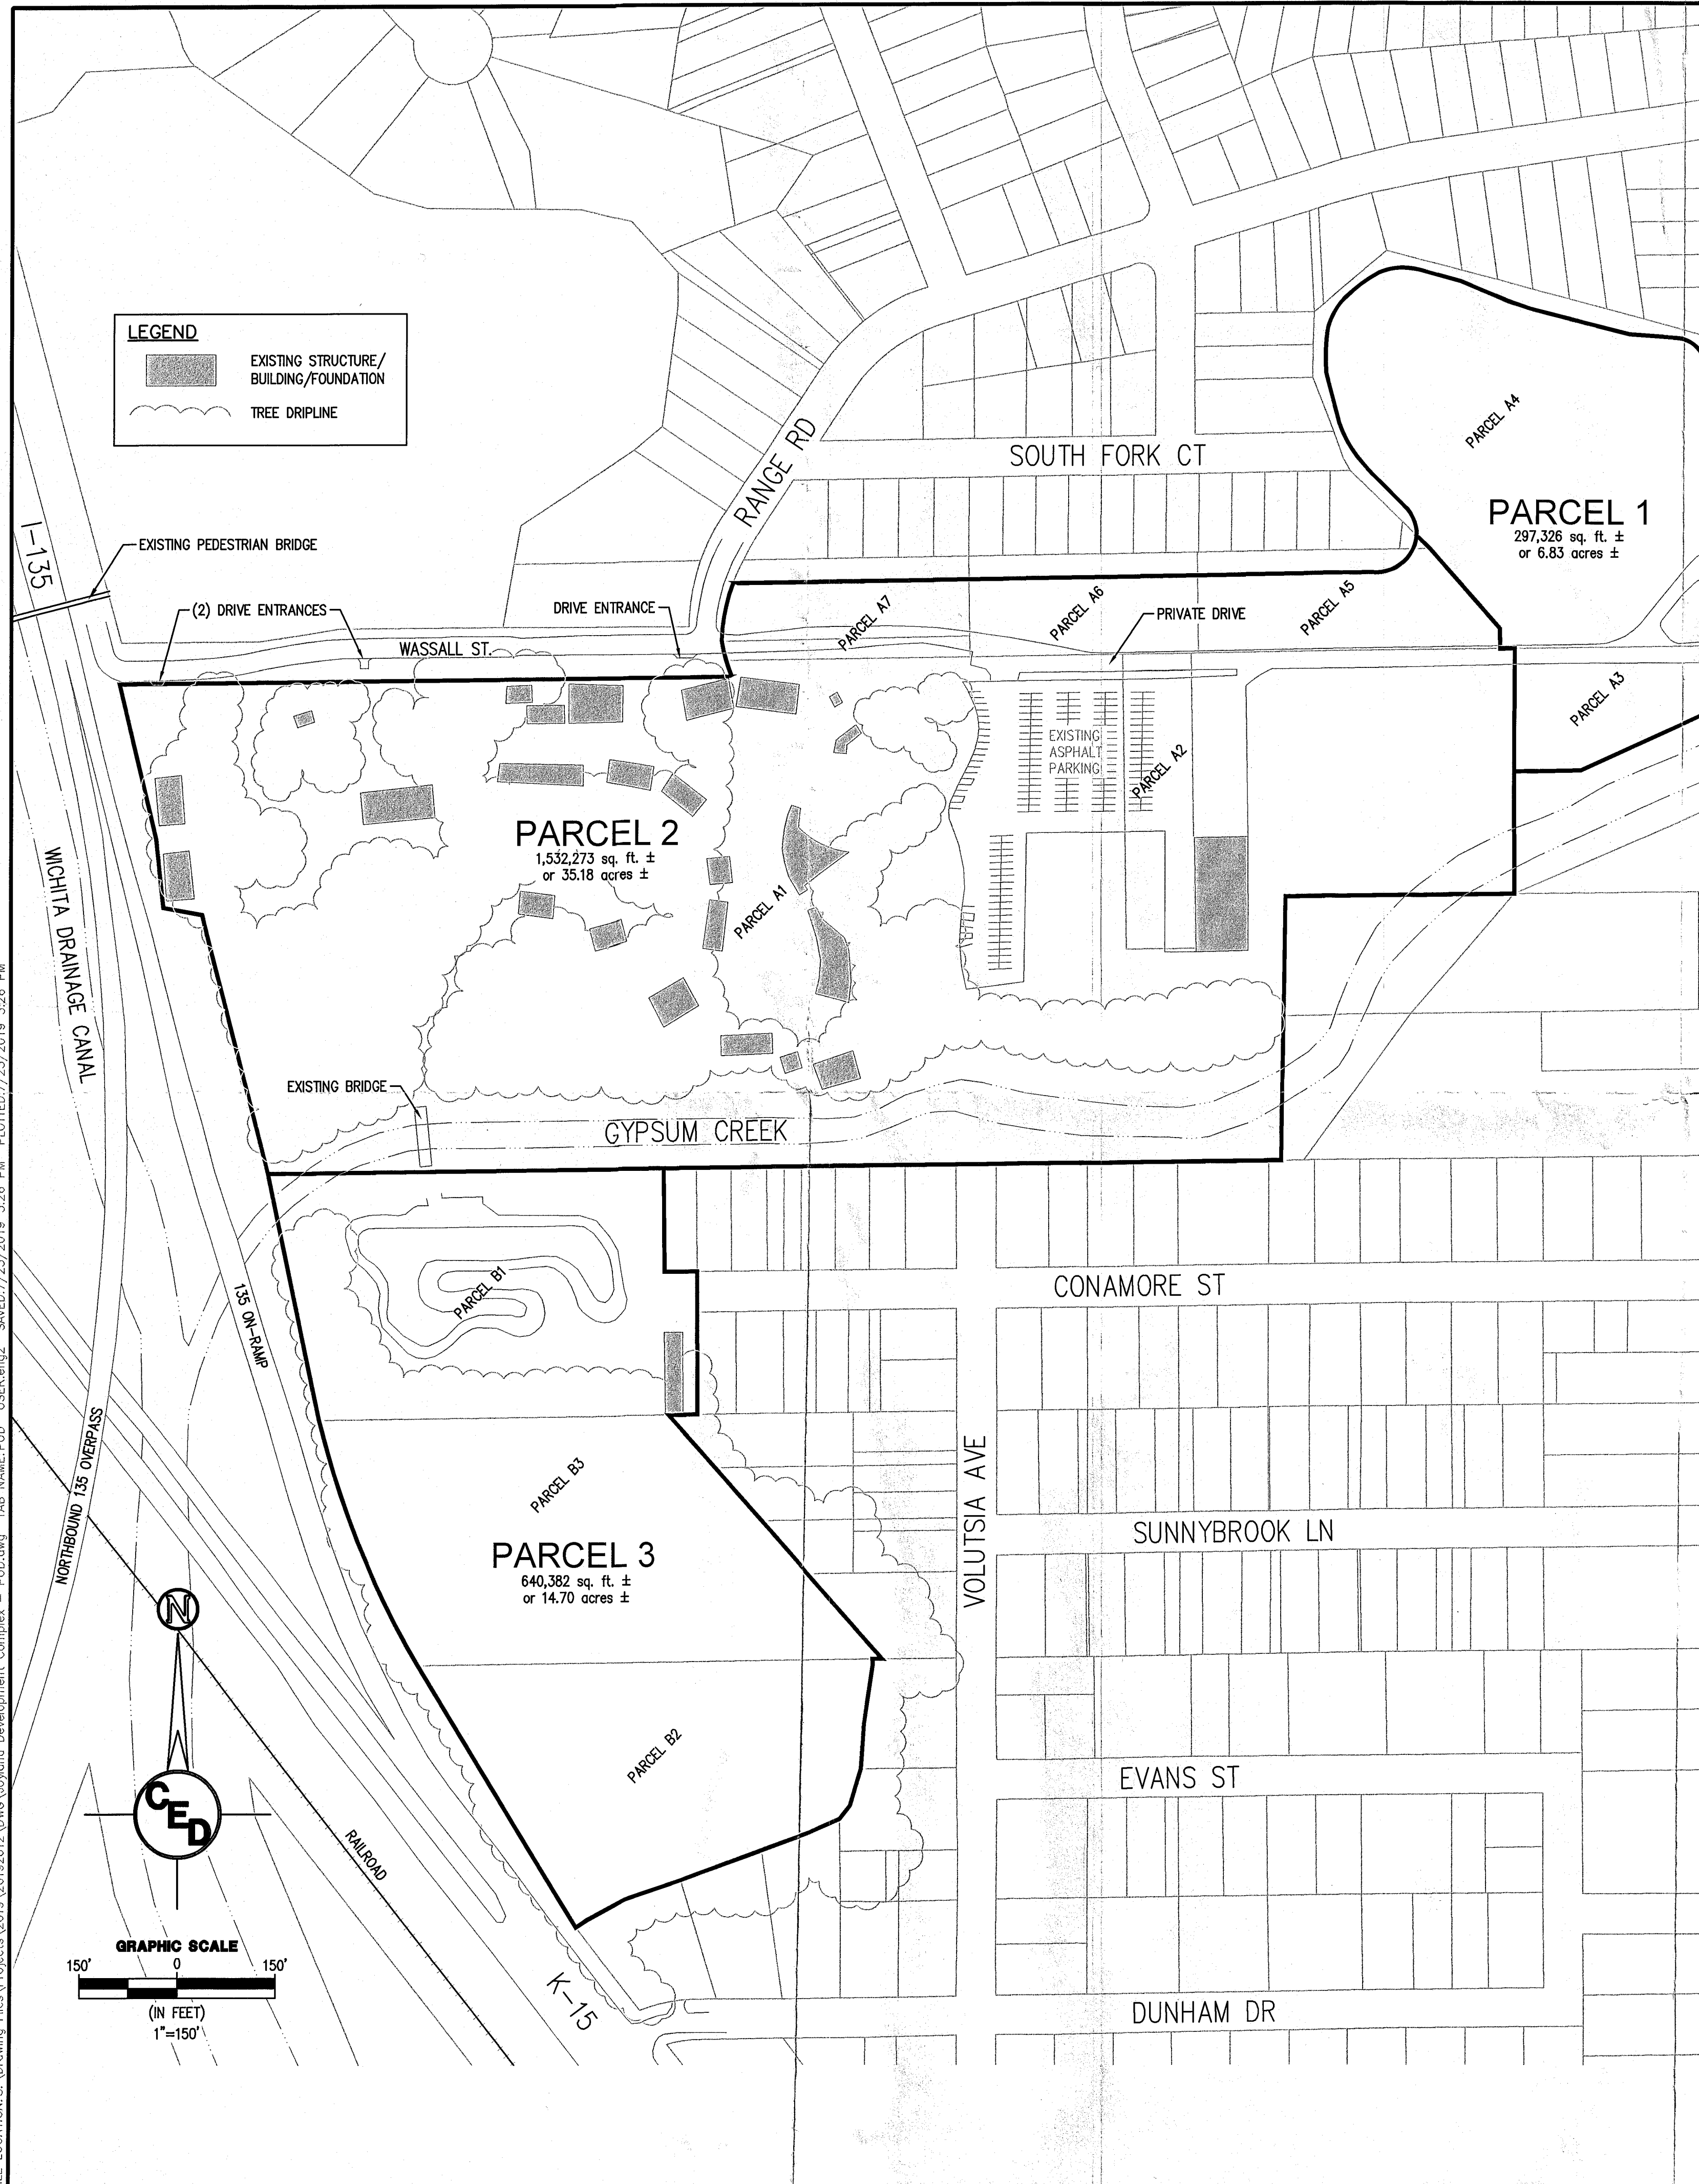 LEGEND
EXISTING STRUCTURE/
BUILDING/FOUNDATION
TREE DRIPLINE
I-135
EXISTING PEDESTRIAN BRIDGE
(2) DRIVE ENTRANCES
DRIVE ENTRANCE
WASSALL ST.
RANGE RD
SOUTH FORK CT
PARCEL A4
PARCEL 1
297,326 sq. ft. ±
or 6.83 acres ±
PARCEL A7
PARCEL A6
PARCEL A5
PRIVATE DRIVE
PARCEL A3
EXISTING
ASPHALT
PARKING
PARCEL A2
PARCEL 2
1,532,273 sq. ft. ±
or 35.18 acres ±
PARCEL A1
WICHITA DRAINAGE CANAL
EXISTING BRIDGE
GYPSUM CREEK
PARCEL B1
135 ON-RAMP
CONAMORE ST
NORTHBOUND 135 OVERPASS
PARCEL B3
PARCEL 3
640,382 sq. ft. ±
or 14.70 acres ±
VOLUTSIA AVE
SUNNYBROOK LN
PARCEL B2
EVANS ST
N
CED
RAILROAD
GRAPHIC SCALE
150' 0 150'
(IN FEET)
1"=150'
K-15
DUNHAM DR